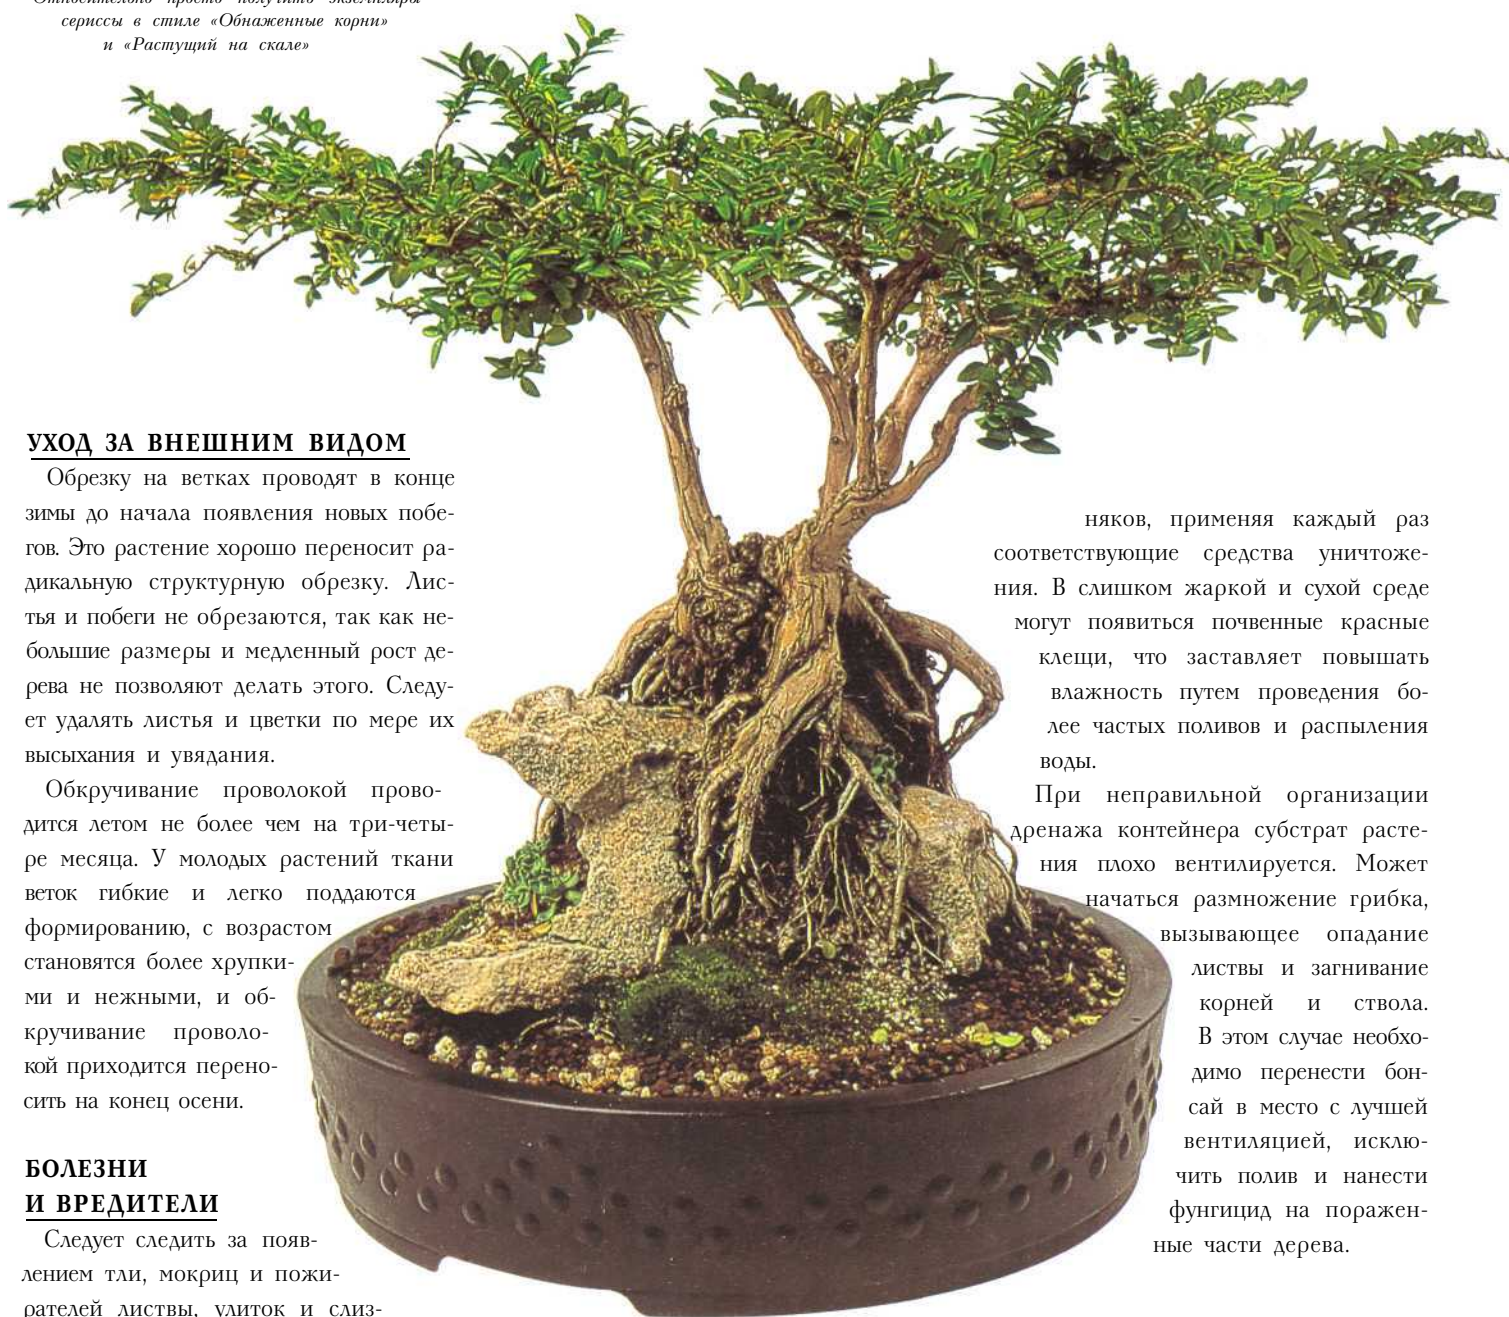 Относительно просто получить экземпляры
сериссы в стиле «Обнаженные корни»
и «Растущий на скале»
УХОД ЗА ВНЕШНИМ ВИДОМ
Обрезку на ветках проводят в конце
зимы до начала появления новых побе-
гов. Это растение хорошо переносит ра-
дикальную структурную обрезку. Лис-
тья и побеги не обрезаются, так как не-
большие размеры и медленный рост де-
рева не позволяют делать этого. Следу-
ет удалять листья и цветки по мере их
высыхания и увядания.
Обкручивание проволокой прово-
дится летом не более чем на три-четы-
ре месяца. У молодых растений ткани
веток гибкие и легко поддаются
формированию, с возрастом
становятся более хрупки-
ми и нежными, и об-
кручивание проволо-
кой приходится перено-
сить на конец осени.
БОЛЕЗНИ
И ВРЕДИТЕЛИ
Следует следить за появ-
лением тли, мокриц и пожи-
рателей листвы, улиток и слиз-
няков, применяя каждый раз
соответствующие средства уничтоже-
ния. В слишком жаркой и сухой среде
могут появиться почвенные красные
клещи, что заставляет повышать
влажность путем проведения бо-
лее частых поливов и распыления
воды.
При неправильной организации
дренажа контейнера субстрат расте-
ния плохо вентилируется. Может
начаться размножение грибка,
вызывающее опадание
листвы и загнивание
корней и ствола.
В этом случае необхо-
димо перенести бон-
сай в место с лучшей
вентиляцией, исклю-
чить полив и нанести
фунгицид на поражен-
ные части дерева.